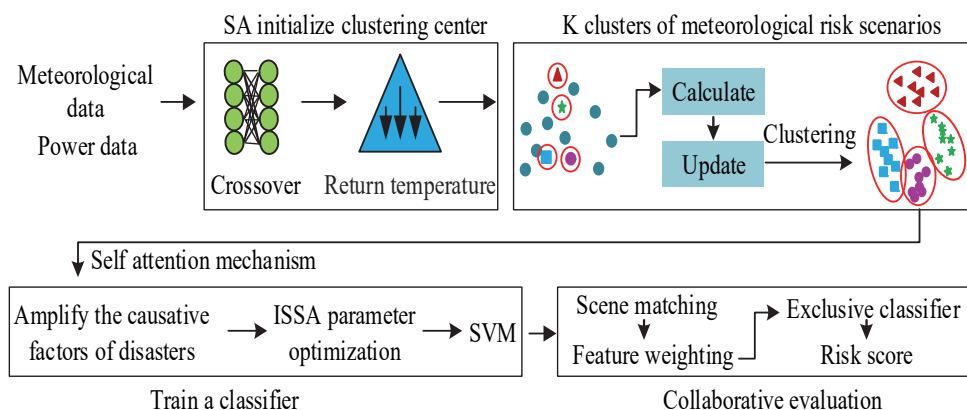 SA initialize clustering center
K clusters of meteorological risk scenarios
Meteorological
data
Power data
Crossover
Return temperature
Calculate
Update
Clustering
Self attention mechanism
Amplify the causative
factors of disasters
ISSA parameter
optimization
SVM
Scene matching
Feature weighting
Exclusive classifier
Risk score
Train a classifier
Collaborative evaluation